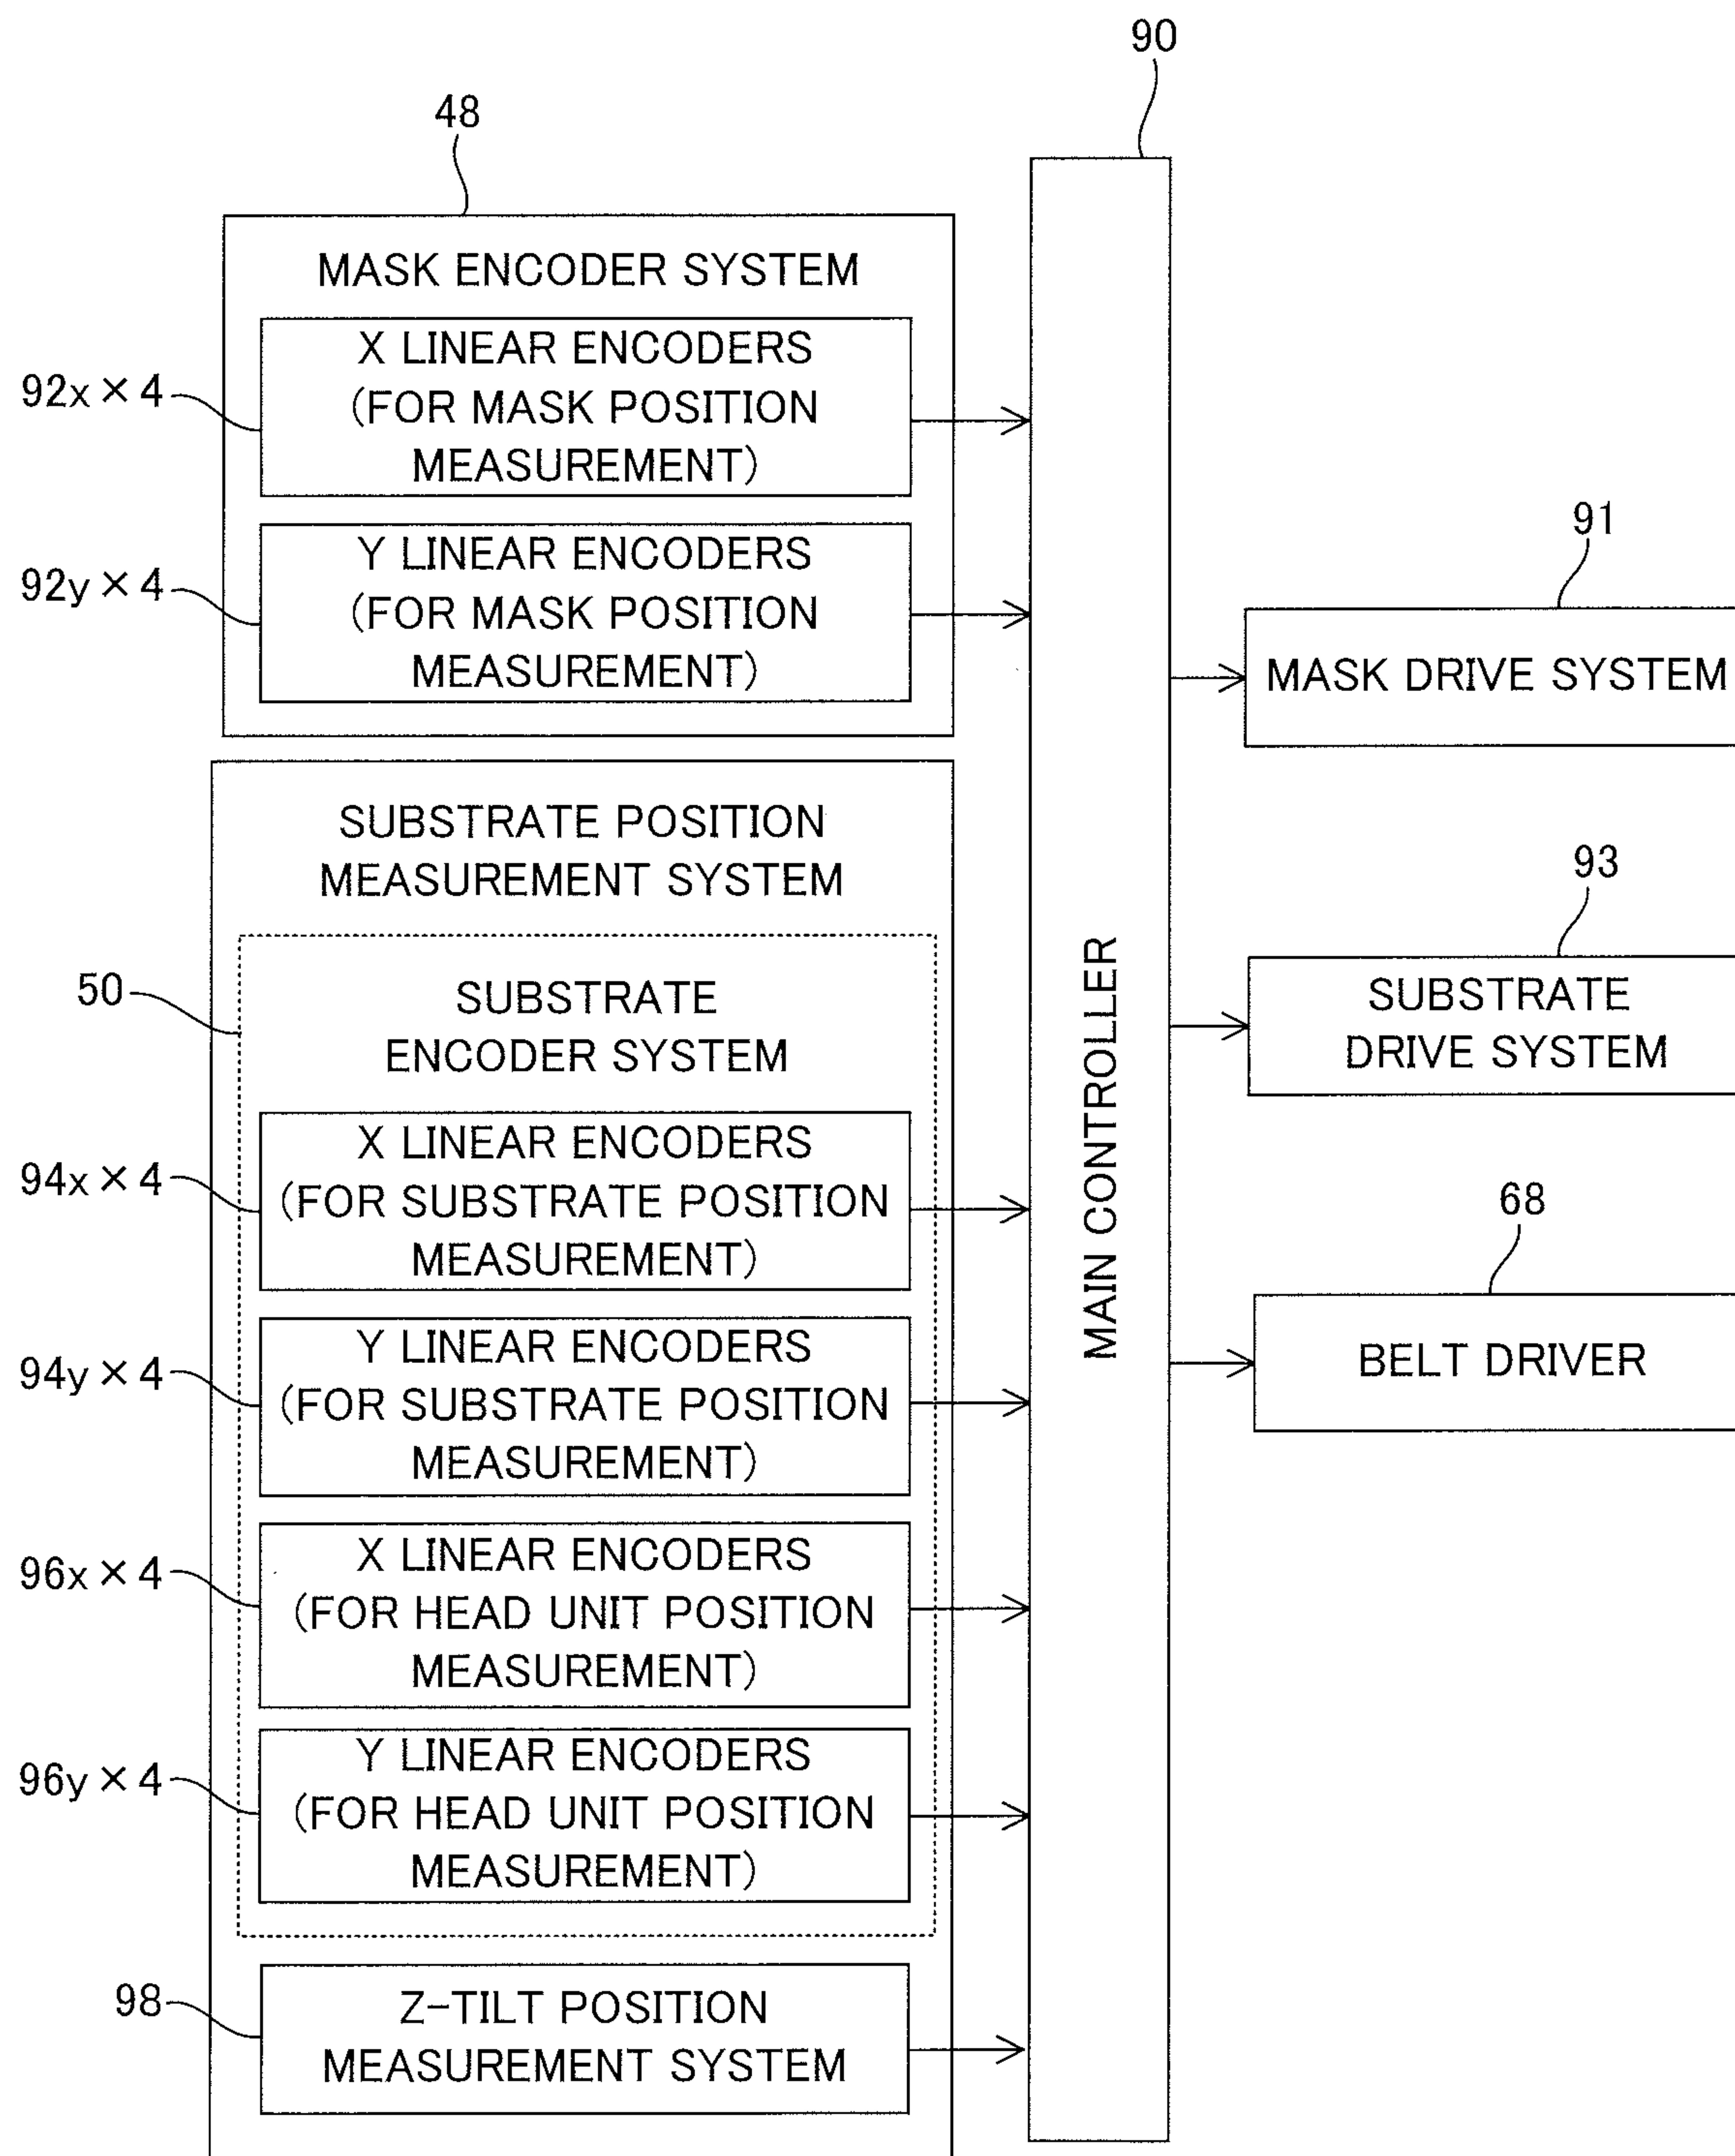 90
48
MASK ENCODER SYSTEM
X LINEAR ENCODERS
(FOR MASK POSITION
MEASUREMENT)
92x×4
Y LINEAR ENCODERS
(FOR MASK POSITION
MEASUREMENT)
92y×4
SUBSTRATE POSITION
MEASUREMENT SYSTEM
50
SUBSTRATE
ENCODER SYSTEM
X LINEAR ENCODERS
(FOR SUBSTRATE POSITION
MEASUREMENT)
94x×4
Y LINEAR ENCODERS
(FOR SUBSTRATE POSITION
MEASUREMENT)
94y×4
X LINEAR ENCODERS
(FOR HEAD UNIT POSITION
MEASUREMENT)
96x×4
Y LINEAR ENCODERS
(FOR HEAD UNIT POSITION
MEASUREMENT)
96y×4
98
Z-TILT POSITION
MEASUREMENT SYSTEM
MAIN CONTROLLER
91
MASK DRIVE SYSTEM
93
SUBSTRATE
DRIVE SYSTEM
68
BELT DRIVER